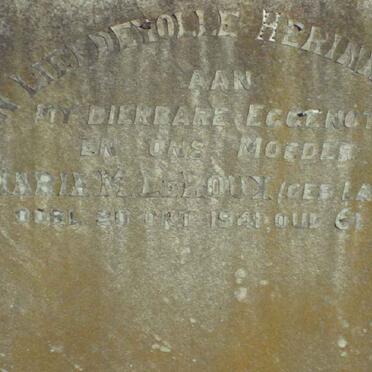 LIEFDEVOLLE HERINN
AAN
MY DIERBARE EGGENOT
EN ONS MOEDER
MARIA M. LE ROUX (GEB LA
OORL 20 OKT 1941 OUD 61